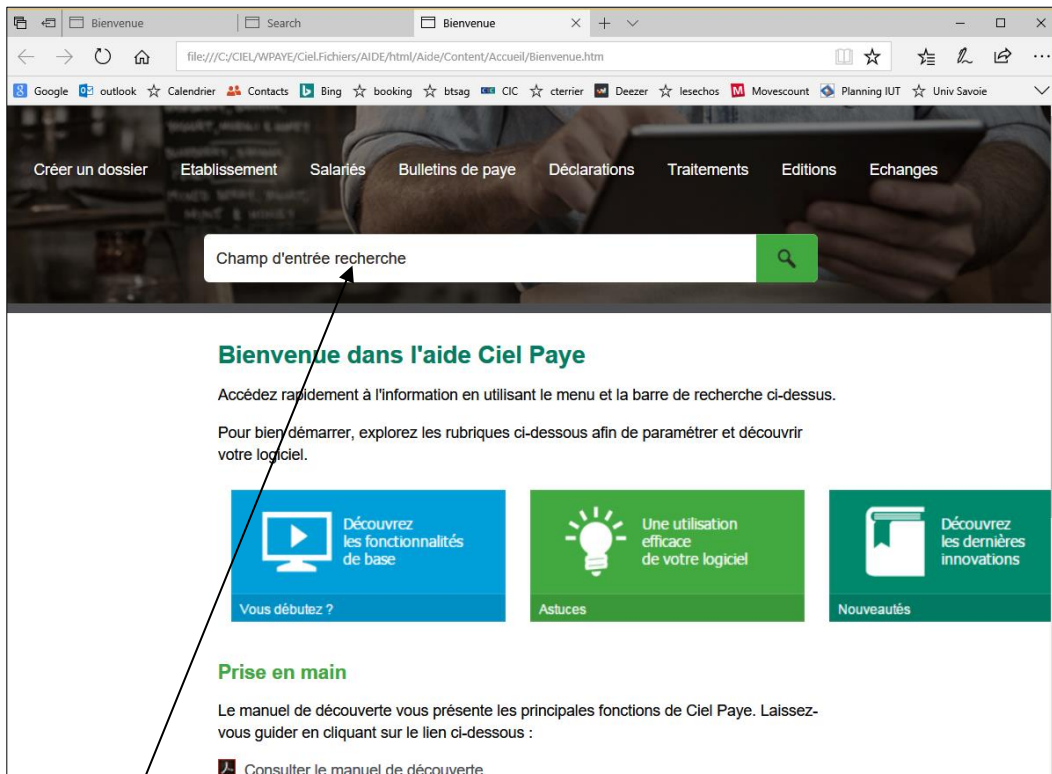 Bienvenue
Search
Bienvenue
file:///C:/CIEL/WPAYE/Ciel.Fichiers/AIDE/html/Aide/Content/Accueil/Bienvenue.htm
Google outlook Calendrier Contacts Bing booking btsag CIC cterrier Deezer lesechos Movescount Planning IUT Univ Savoie
Créer un dossier Etablissement Salariés Bulletins de paye Déclarations Traitements Editions Echanges
Champ d'entrée recherche
Bienvenue dans l'aide Ciel Paye
Accédez rapidement à l'information en utilisant le menu et la barre de recherche ci-dessus.
Pour bien démarrer, explorez les rubriques ci-dessous afin de paramétrer et découvrir
votre logiciel.
Découvrez
les fonctionnalités
de base
Vous débutez ?
Une utilisation
efficace
de votre logiciel
Astuces
Découvrez
les dernières
innovations
Nouveautés
Prise en main
Le manuel de découverte vous présente les principales fonctions de Ciel Paye. Laissez-
vous guider en cliquant sur le lien ci-dessous :
Consulter le manuel de découverte